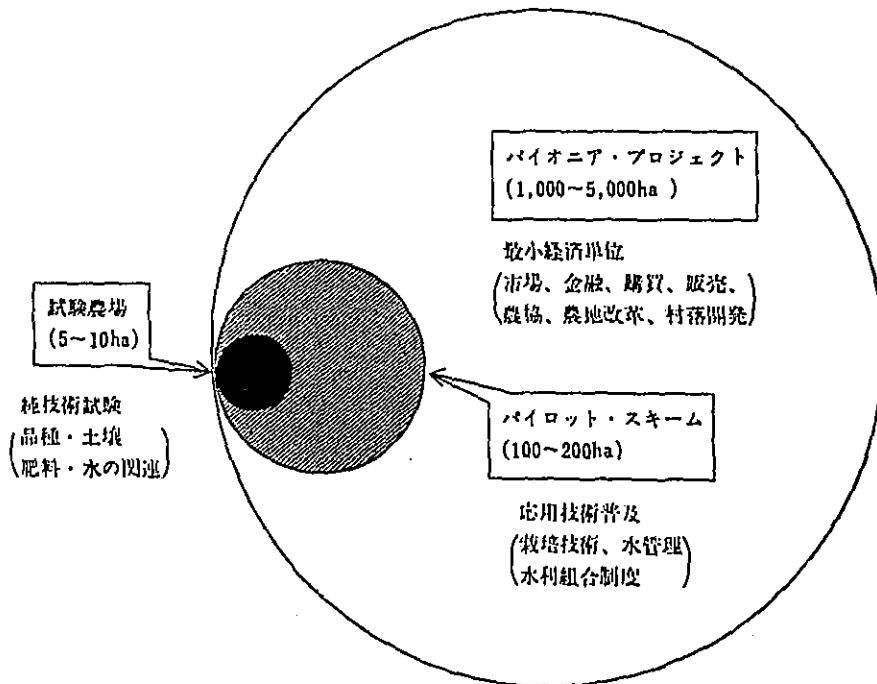 パイオニア・プロジェクト
(1,000～5,000ha)
最小経済単位
(市場、金融、購買、販売、
農協、農地改革、村落開発)
試験農場
(5～10ha)
純技術試験
(品種・土壌
肥料・水の関連)
パイロット・スキーム
(100～200ha)
応用技術普及
(栽培技術、水管理
水利組合制度)